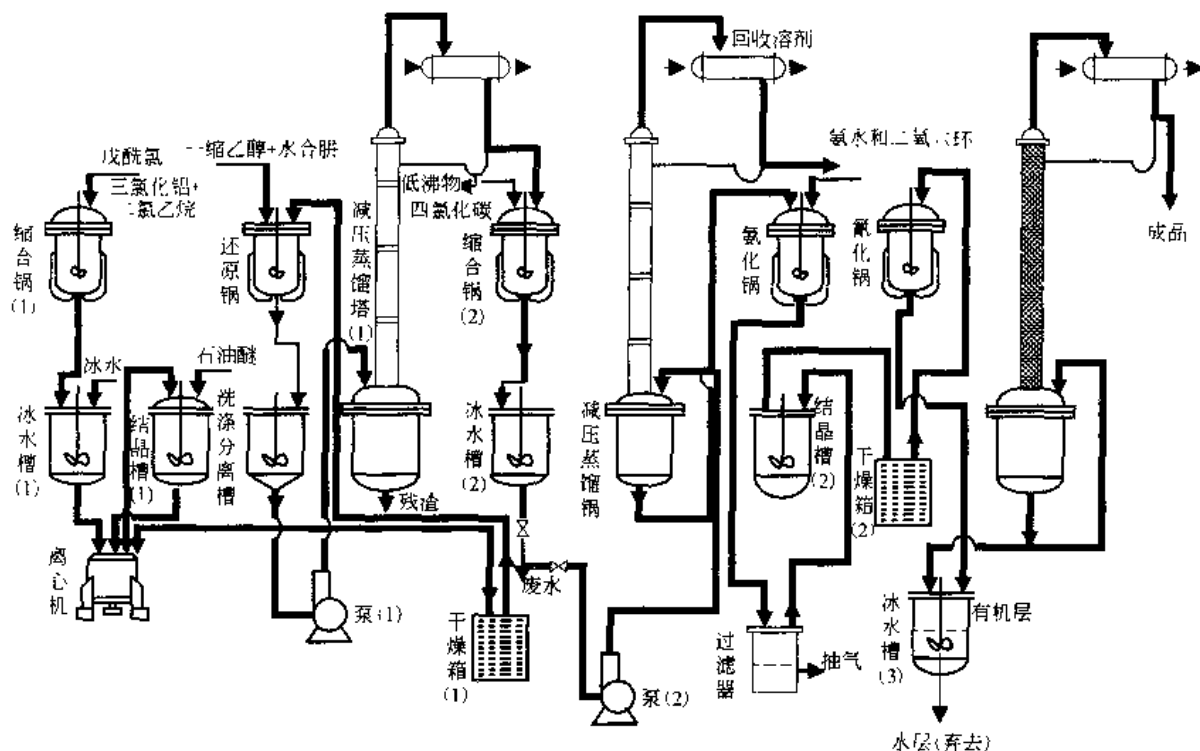 回收溶剂
戊酰氯
三氯化铝+
二氯乙烷
缩合锅
(1)
缩乙醇+水合肼
还原锅
减压蒸馏塔
(1)
低沸物
四氯化碳
缩合锅
(2)
氨水和二氧六环
氨化锅
氰化锅
成品
冰水
冰水槽
(1)
石油醚
结晶槽
(1)
洗涤分离槽
残渣
冰水槽
(2)
减压蒸馏锅
结晶槽
(2)
干燥箱
(2)
离心机
泵(1)
干燥箱
(1)
废水
泵(2)
过滤器
抽气
冰水槽
(3)
有机层
水层(弃去)